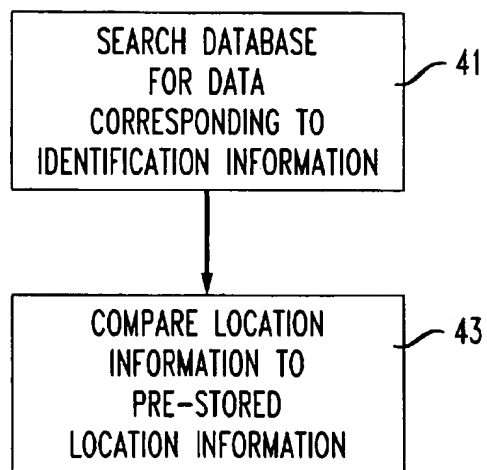 SEARCH DATABASE
FOR DATA
CORRESPONDING TO
IDENTIFICATION INFORMATION
41
COMPARE LOCATION
INFORMATION TO
PRE-STORED
LOCATION INFORMATION
43